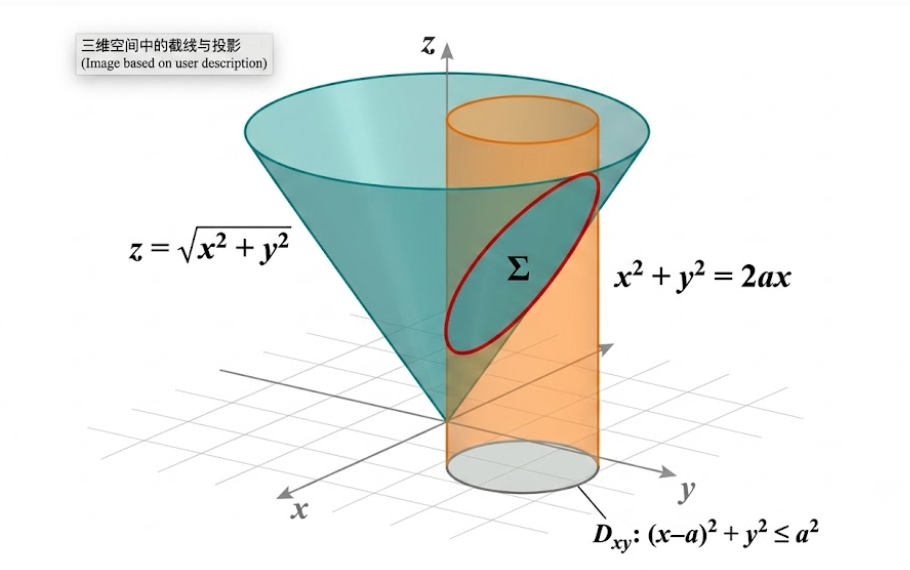 三维空间中的截线与投影
(Image based on user description)
z
z = √x² + y²
Σ
x² + y² = 2ax
x
y
Dxy: (x–a)² + y² ≤ a²